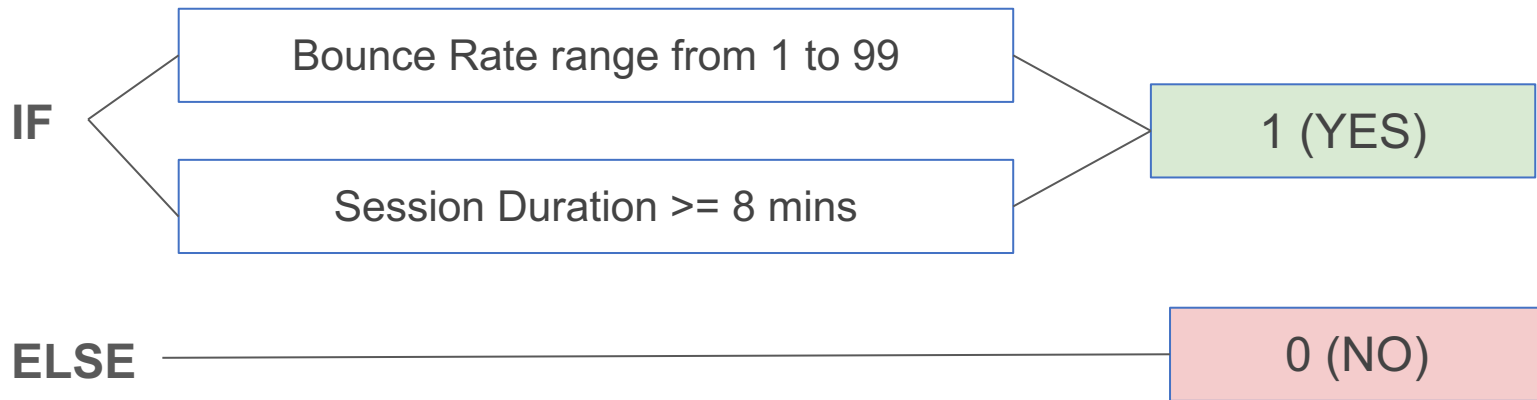 Bounce Rate range from 1 to 99
IF
1 (YES)
Session Duration >= 8 mins
ELSE
0 (NO)